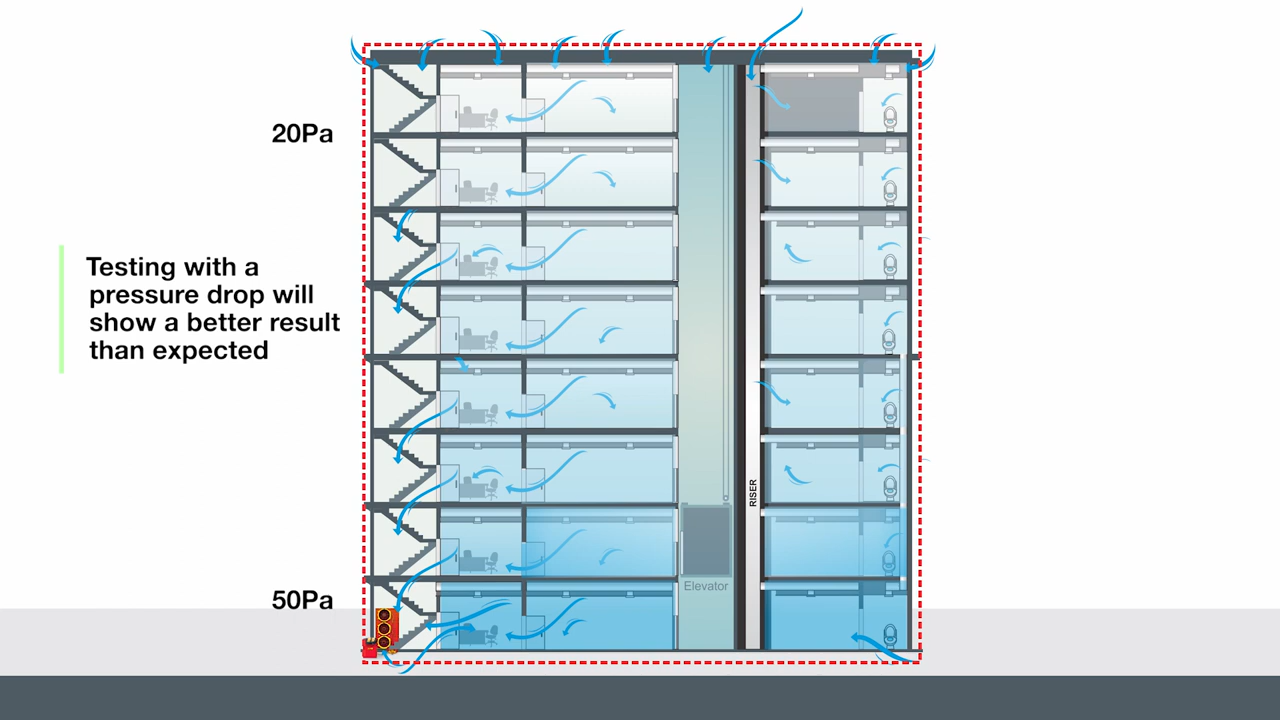 20Pa
Testing with a
pressure drop will
show a better result
than expected
RISER
Elevator
50Pa